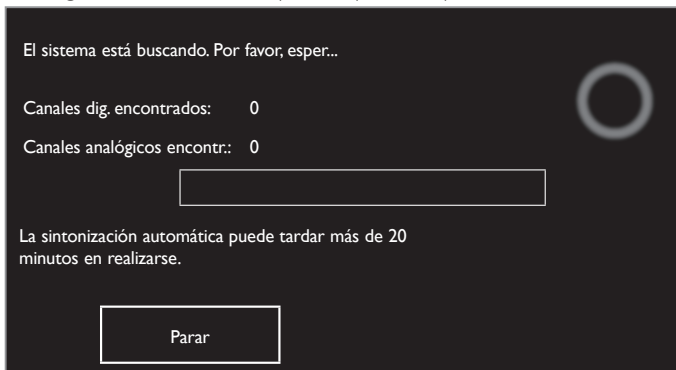 El sistema está buscando. Por favor, esper...
Canales dig. encontrados: 0
Canales analógicos encontr.: 0
La sintonización automática puede tardar más de 20
minutos en realizarse.
Parar